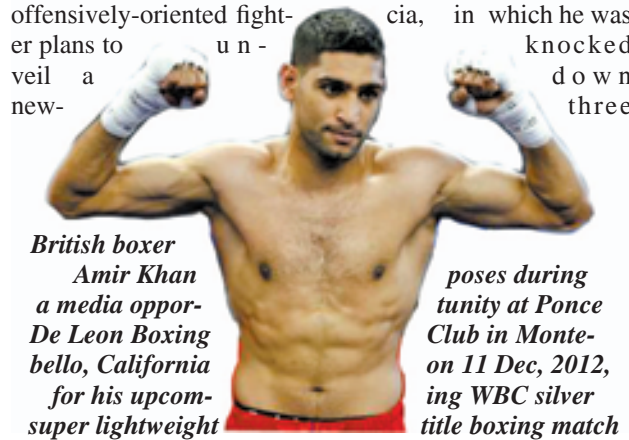 offensively-oriented fight- cia, in which he was
er plans to un- knocked
veil a down
new- three
British boxer
Amir Khan poses during
a media oppor- tunity at Ponce
De Leon Boxing Club in Monte-
bello, California on 11 Dec, 2012,
for his upcom- ing WBC silver
super lightweight title boxing match